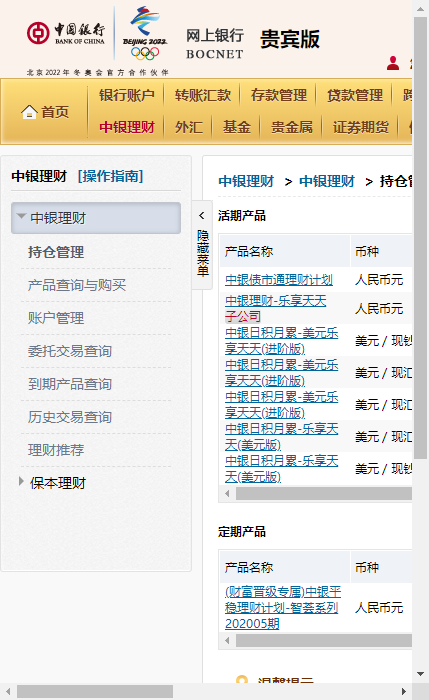 中国银行
BANK OF CHINA
BEIJING 2022
北京2022年冬奥会官方合作伙伴
网上银行
BOCNET
贵宾版
首页
银行账户 转账汇款 存款管理 贷款管理
中银理财 外汇 基金 贵金属 证券期货
中银理财 [操作指南]
中银理财
持仓管理
产品查询与购买
账户管理
委托交易查询
到期产品查询
历史交易查询
理财推荐
保本理财
<
隐藏菜单
中银理财 > 中银理财 > 持仓管
活期产品
产品名称 币种
中银债市通理财计划 人民币元
中银理财-乐享天天
子公司 人民币元
中银日积月累-美元乐
享天天(进阶版) 美元 / 现钞
中银日积月累-美元乐
享天天(进阶版) 美元 / 现汇
中银日积月累-美元乐
享天天(进阶版) 美元 / 现汇
中银日积月累-乐享天
天(美元版) 美元 / 现汇
中银日积月累-乐享天
天(美元版) 美元 / 现钞
定期产品
产品名称 币种
(财富晋级专属)中银平
稳理财计划-智荟系列
202005期 人民币元
温馨提示